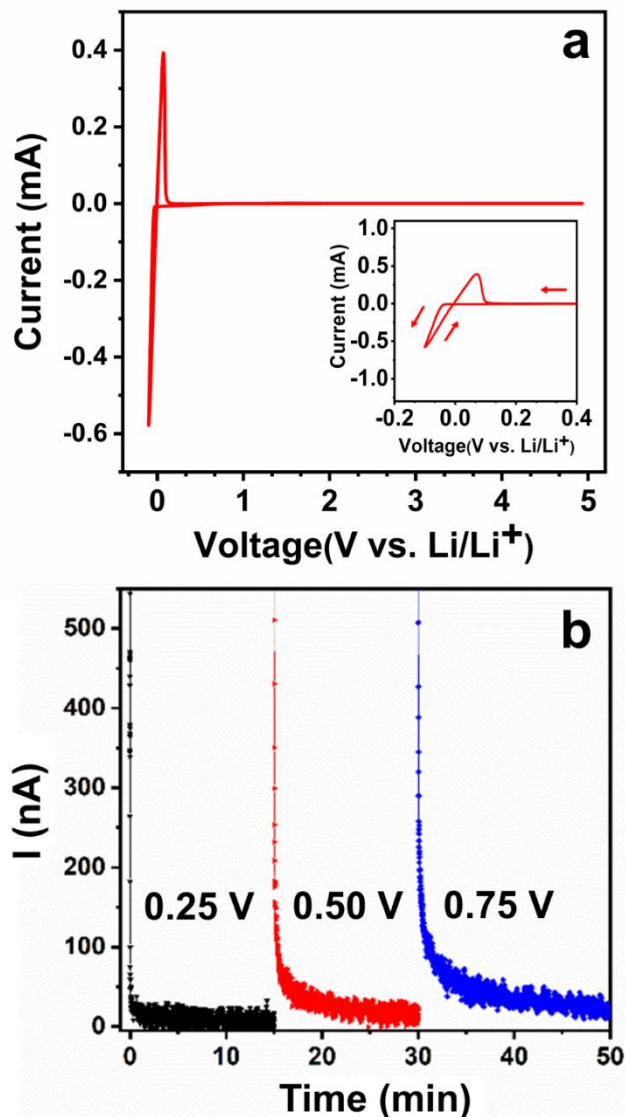 a
0.4
0.2
0.0
-0.2
-0.4
-0.6
Current (mA)
1.0
0.5
0.0
-0.5
-1.0
Current (mA)
-0.2 0.0 0.2 0.4
Voltage(V vs. Li/Li+)
0 1 2 3 4 5
Voltage(V vs. Li/Li+)
b
500
400
300
200
100
0
I (nA)
0.25 V 0.50 V 0.75 V
0 10 20 30 40 50
Time (min)